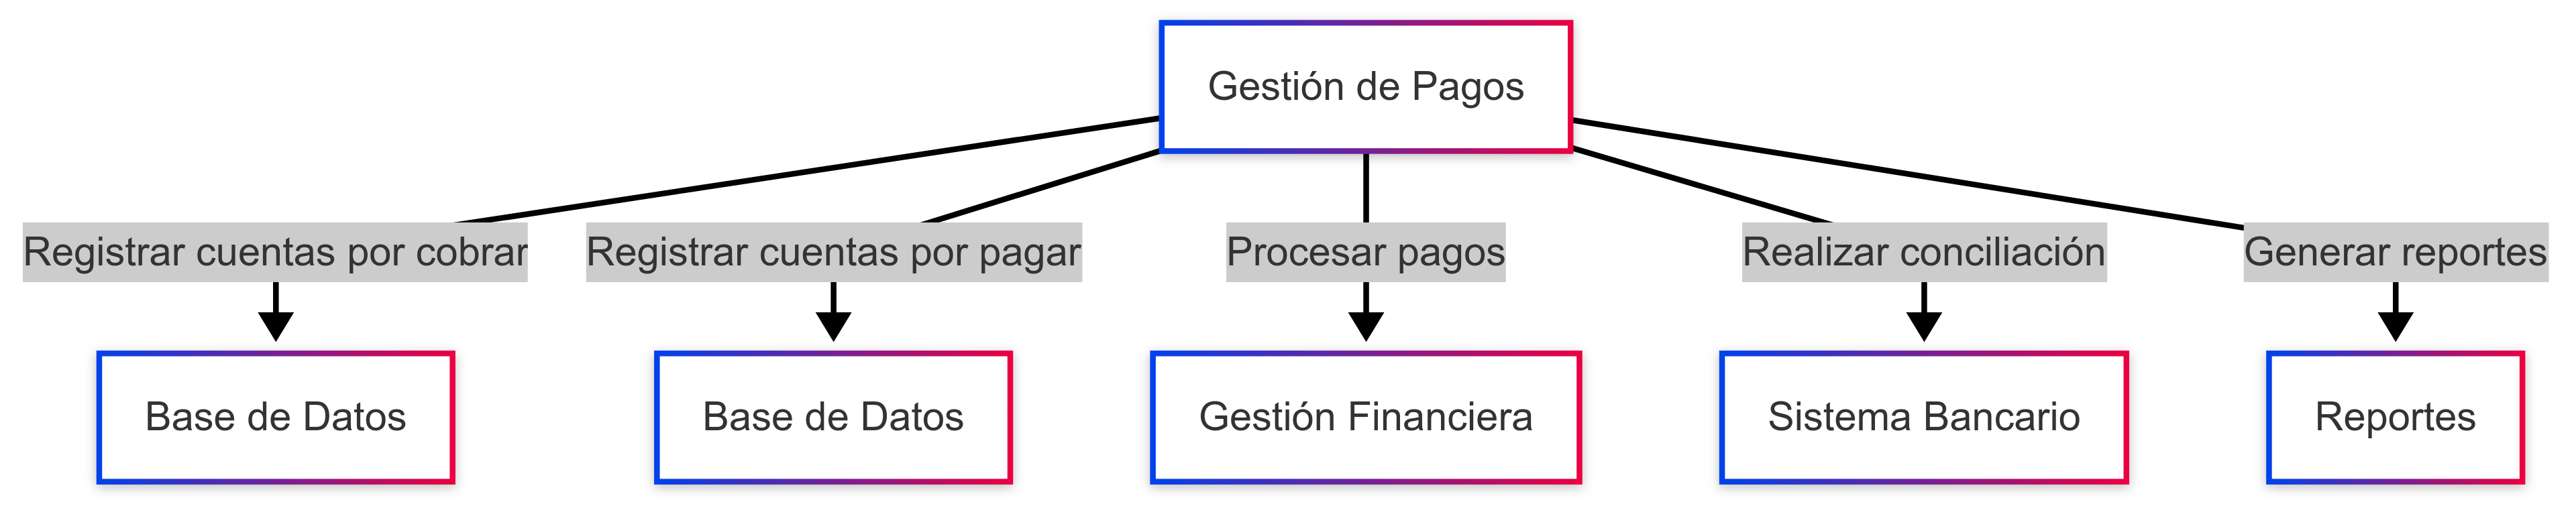 Gestión de Pagos
Registrar cuentas por cobrar
Registrar cuentas por pagar
Procesar pagos
Realizar conciliación
Generar reportes
Base de Datos
Base de Datos
Gestión Financiera
Sistema Bancario
Reportes